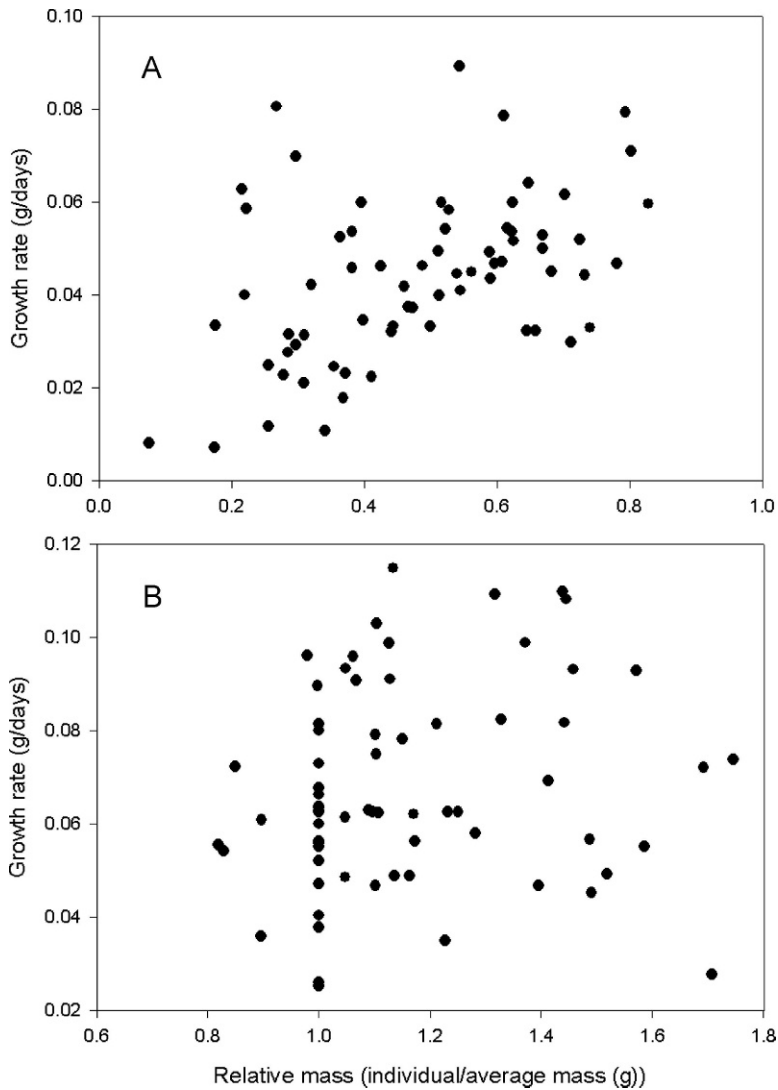 0.10
A
0.08
0.06
0.04
0.02
0.00
Growth rate (g/days)
0.0 0.2 0.4 0.6 0.8 1.0
0.12
B
0.10
0.08
0.06
0.04
0.02
Growth rate (g/days)
0.6 0.8 1.0 1.2 1.4 1.6 1.8
Relative mass (individual/average mass (g))